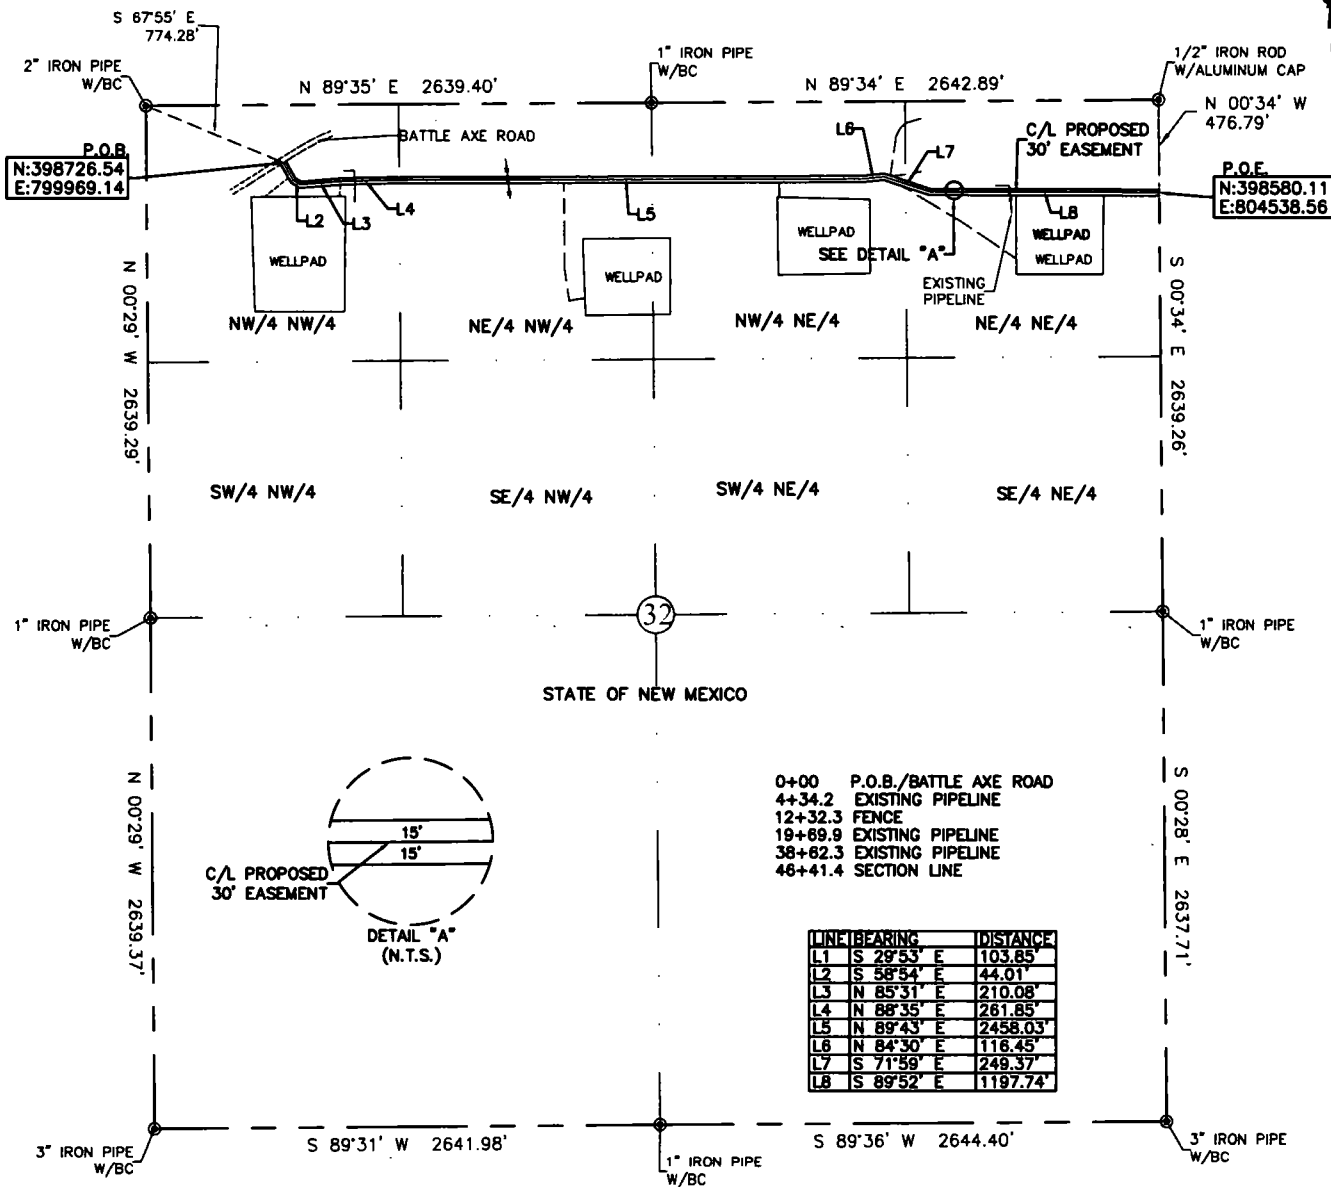 S 67°55' E
774.28'
2" IRON PIPE
W/BC
N 89°35' E 2639.40'
1" IRON PIPE
W/BC
N 89°34' E 2642.89'
1/2" IRON ROD
W/ALUMINUM CAP
N 00°34' W
476.79'
BATTLE AXE ROAD
L6
C/L PROPOSED
30' EASEMENT
L7
P.O.B.
N:398726.54
E:799969.14
P.O.E.
N:398580.11
E:804538.56
L2
L3
L4
L5
L8
WELLPAD
WELLPAD
WELLPAD
WELLPAD
WELLPAD
SEE DETAIL "A"
EXISTING
PIPELINE
N 00°29' W 2639.29'
S 00°34' E 2639.26'
NW/4 NW/4
NE/4 NW/4
NW/4 NE/4
NE/4 NE/4
SW/4 NW/4
SE/4 NW/4
SW/4 NE/4
SE/4 NE/4
1" IRON PIPE
W/BC
32
1" IRON PIPE
W/BC
STATE OF NEW MEXICO
N 00°29' W 2639.37'
S 00°28' E 2637.71'
15'
15'
C/L PROPOSED
30' EASEMENT
DETAIL "A"
(N.T.S.)
0+00 P.O.B./BATTLE AXE ROAD
4+34.2 EXISTING PIPELINE
12+32.3 FENCE
19+69.9 EXISTING PIPELINE
38+62.3 EXISTING PIPELINE
46+41.4 SECTION LINE
LINE BEARING DISTANCE
L1 S 29°53' E 103.85'
L2 S 58°54' E 44.01'
L3 N 85°31' E 210.08'
L4 N 88°35' E 261.85'
L5 N 89°43' E 2458.03'
L6 N 84°30' E 116.45'
L7 S 71°59' E 249.37'
L8 S 89°52' E 1197.74'
3" IRON PIPE
W/BC
S 89°31' W 2641.98'
1" IRON PIPE
W/BC
S 89°36' W 2644.40'
3" IRON PIPE
W/BC